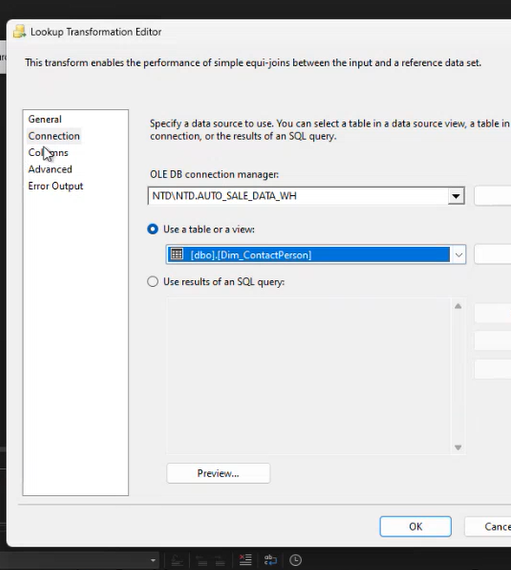 Lookup Transformation Editor
This transform enables the performance of simple equi-joins between the input and a reference data set.
General
Connection
Advanced
Error Output
Specify a data source to use. You can select a table in a data source view, a table in
connection, or the results of an SQL query.
OLE DB connection manager:
NTD\NTD.AUTO_SALE_DATA_WH
Use a table or a view:
[dbo].[Dim_ContactPerson]
Use results of an SQL query:
Preview...
OK